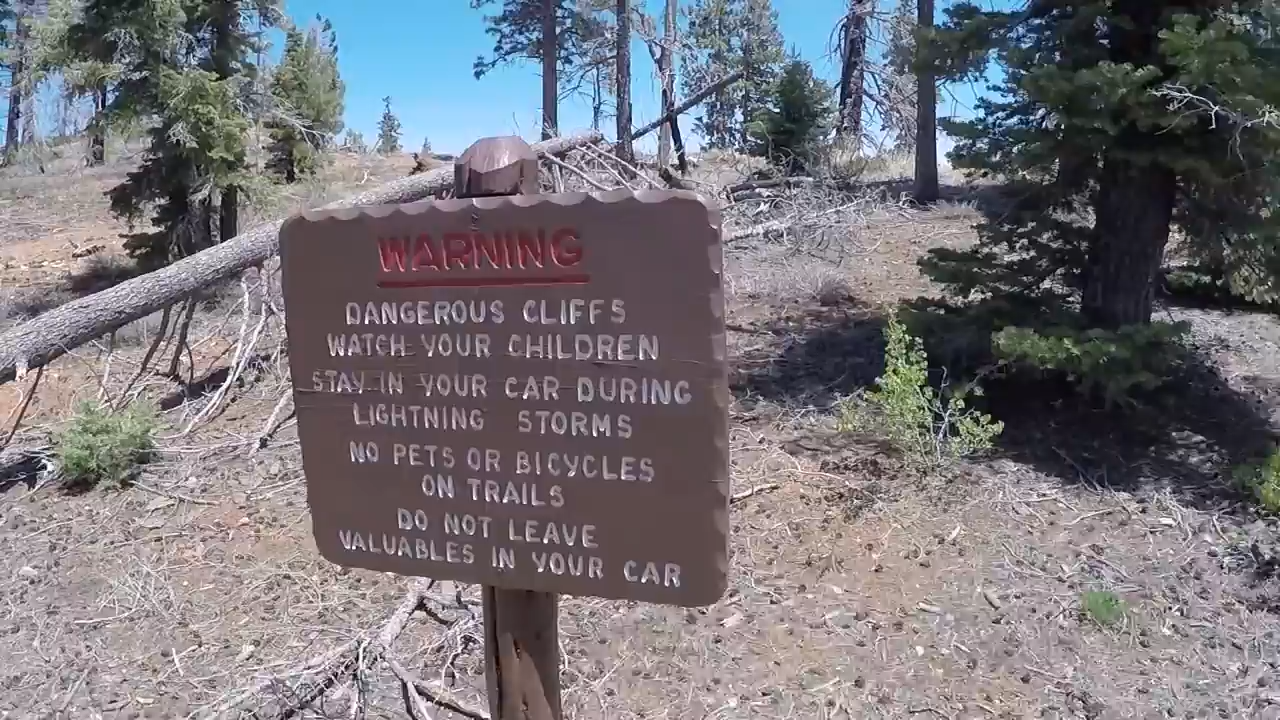 WARNING
DANGEROUS CLIFFS
WATCH YOUR CHILDREN
STAY IN YOUR CAR DURING
LIGHTNING STORMS
NO PETS OR BICYCLES
ON TRAILS
DO NOT LEAVE
VALUABLES IN YOUR CAR